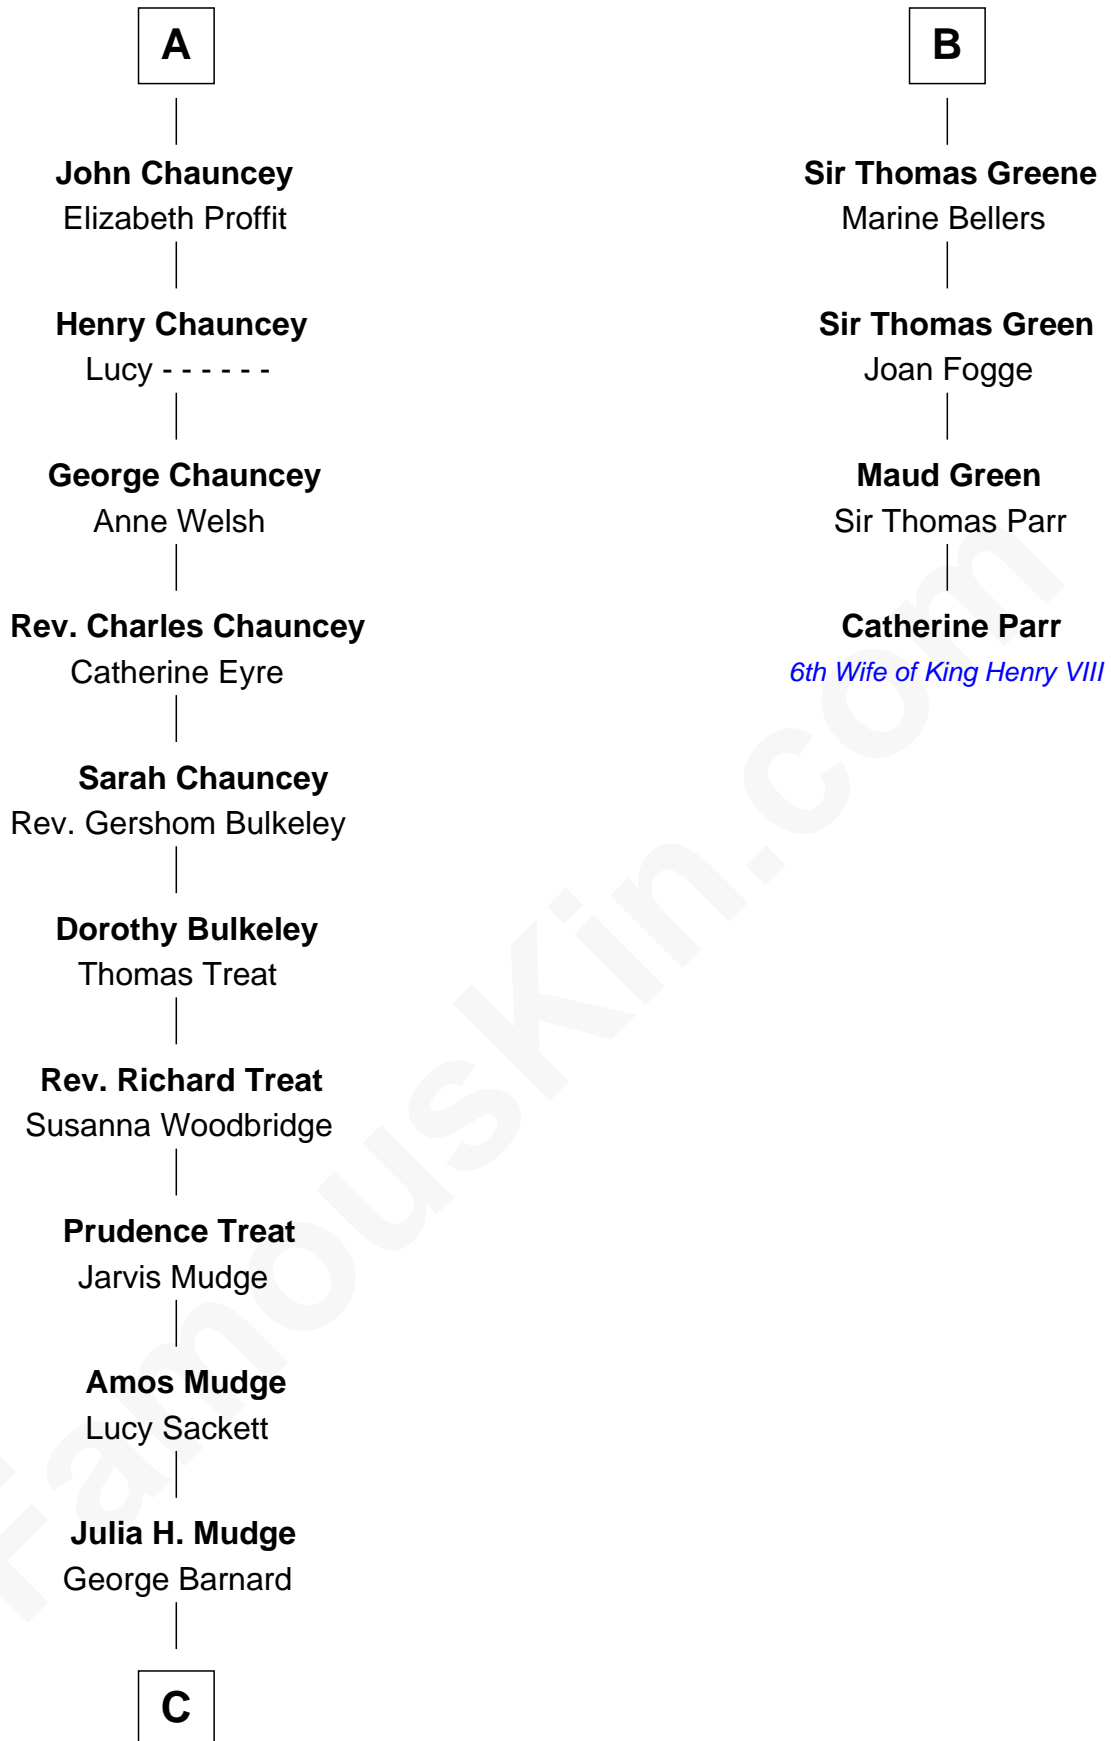 A
John Chauncey
Elizabeth Proffit
Henry Chauncey
Lucy - - - - - -
George Chauncey
Anne Welsh
Rev. Charles Chauncey
Catherine Eyre
Sarah Chauncey
Rev. Gershom Bulkeley
Dorothy Bulkeley
Thomas Treat
Rev. Richard Treat
Susanna Woodbridge
Prudence Treat
Jarvis Mudge
Amos Mudge
Lucy Sackett
Julia H. Mudge
George Barnard
C
B
Sir Thomas Greene
Marine Bellers
Sir Thomas Green
Joan Fogge
Maud Green
Sir Thomas Parr
Catherine Parr
6th Wife of King Henry VIII
FamousKin.com